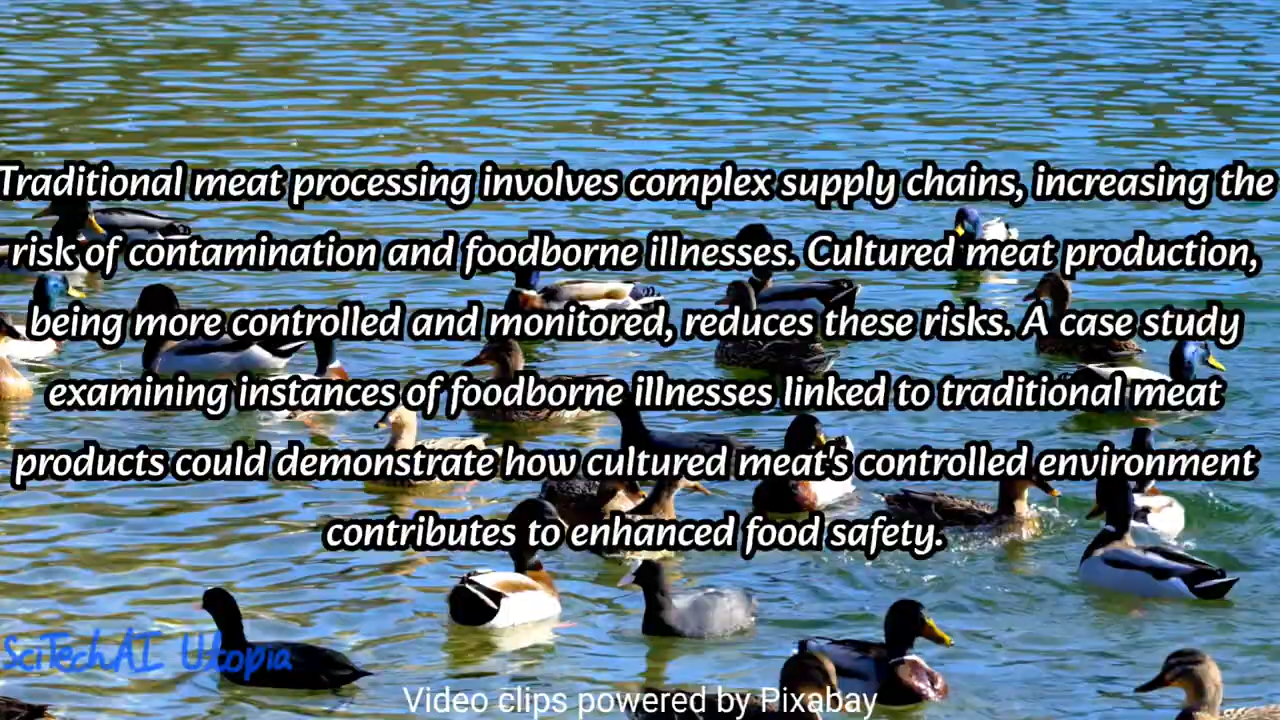 Traditional meat processing involves complex supply chains, increasing the
risk of contamination and foodborne illnesses. Cultured meat production,
being more controlled and monitored, reduces these risks. A case study
examining instances of foodborne illnesses linked to traditional meat
products could demonstrate how cultured meat's controlled environment
contributes to enhanced food safety.
SciTechAI Utopia
Video clips powered by Pixabay